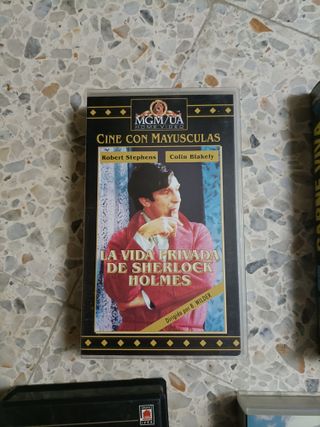 MGM/UA
HOME VIDEO
CINE CON MAYUSCULAS
Robert Stephens Colin Blakely
LA VIDA PRIVADA
DE SHERLOCK
HOLMES
Dirigida por B. WILDER